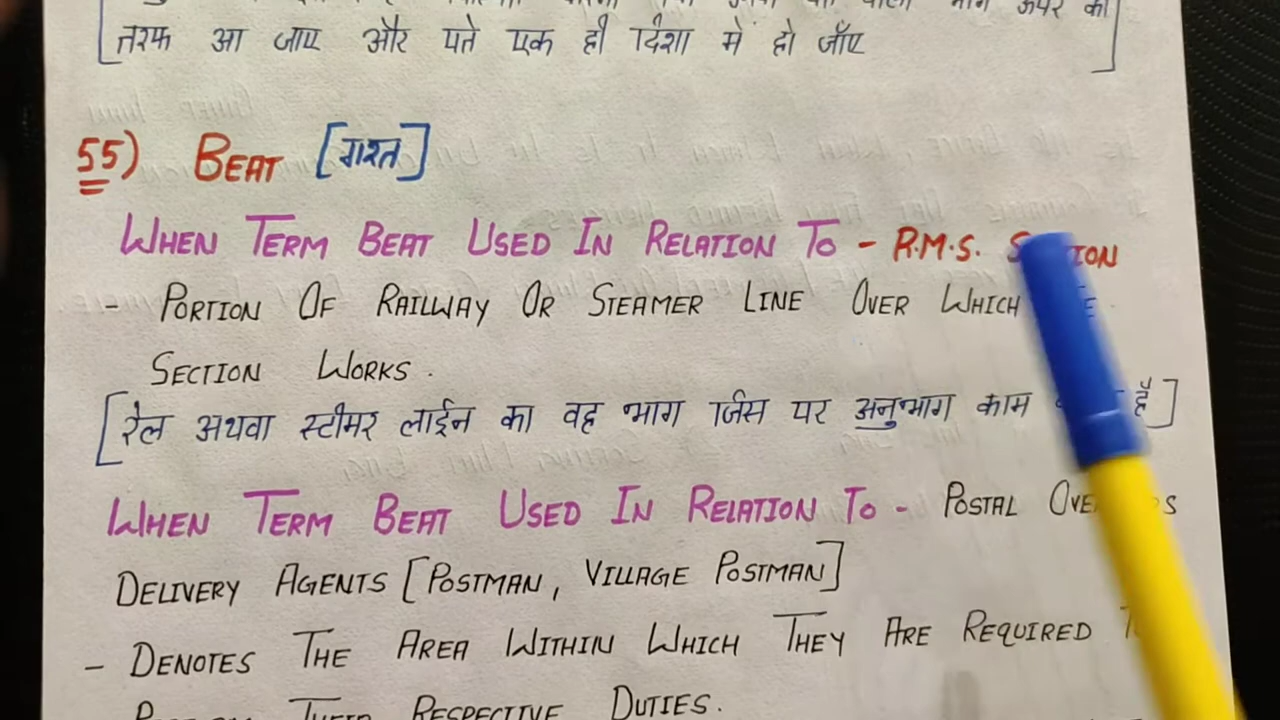 तरफ आ जाए और पते एक ही दिशा में हो जाँए
55) BEAT [गश्त]
WHEN TERM BEAT USED IN RELATION TO - R.M.S.
- PORTION OF RAILWAY OR STEAMER LINE OVER WHICH
SECTION WORKS.
[रेल अथवा स्टीमर लाईन का वह भाग जिस पर अनुभाग काम है]
WHEN TERM BEAT USED IN RELATION TO - POSTAL
DELIVERY AGENTS [POSTMAN, VILLAGE POSTMAN]
- DENOTES THE AREA WITHIN WHICH THEY ARE REQUIRED
THEIR RESPECTIVE DUTIES.